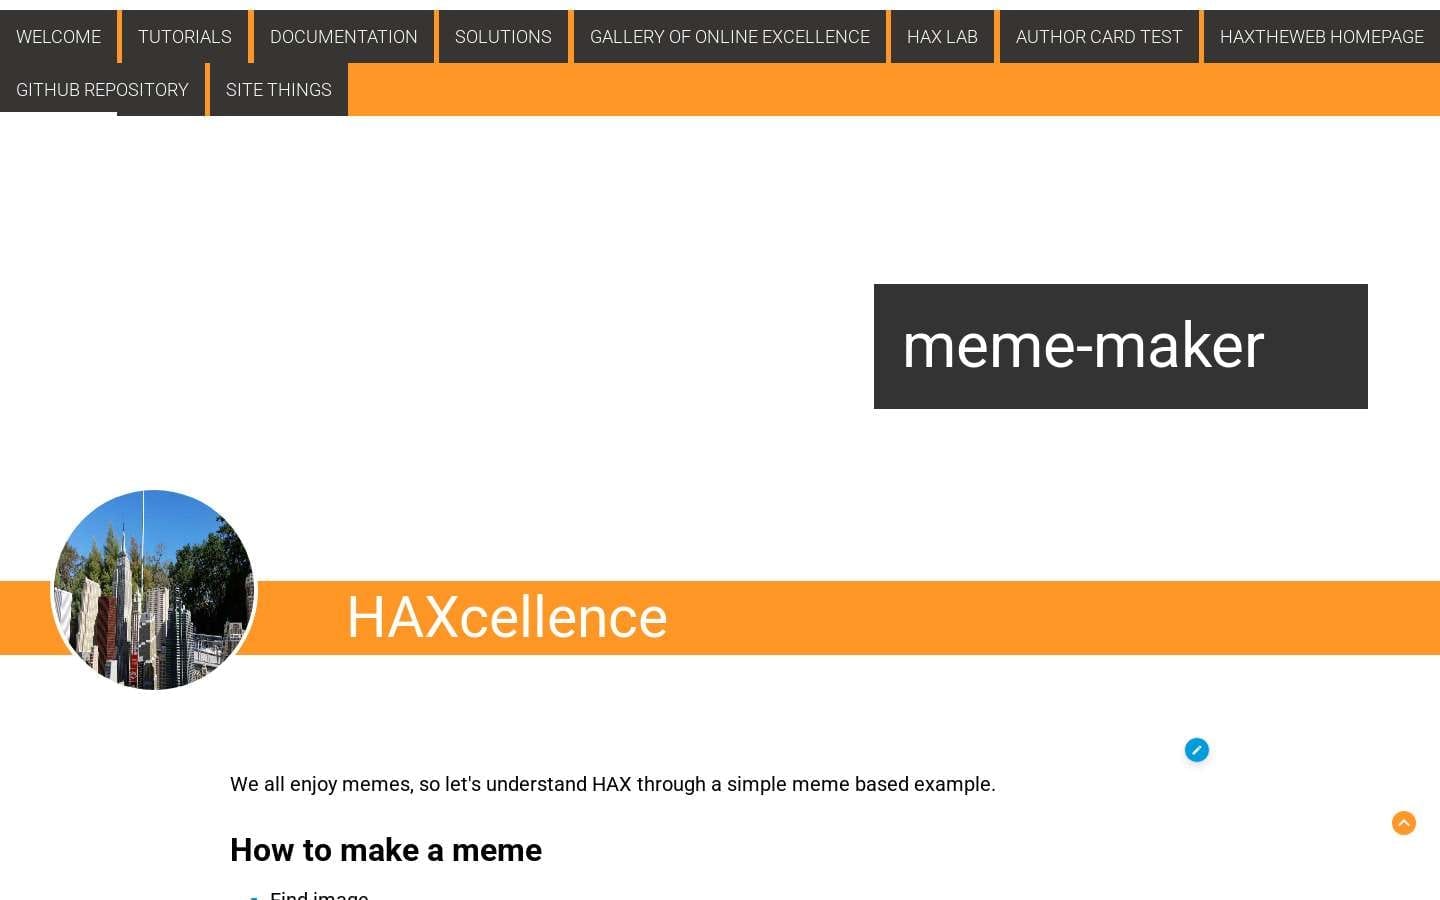 WELCOME TUTORIALS DOCUMENTATION SOLUTIONS GALLERY OF ONLINE EXCELLENCE HAX LAB AUTHOR CARD TEST HAXTHEWEB HOMEPAGE
GITHUB REPOSITORY SITE THINGS
meme-maker
HAXcellence
We all enjoy memes, so let's understand HAX through a simple meme based example.
How to make a meme
Find image